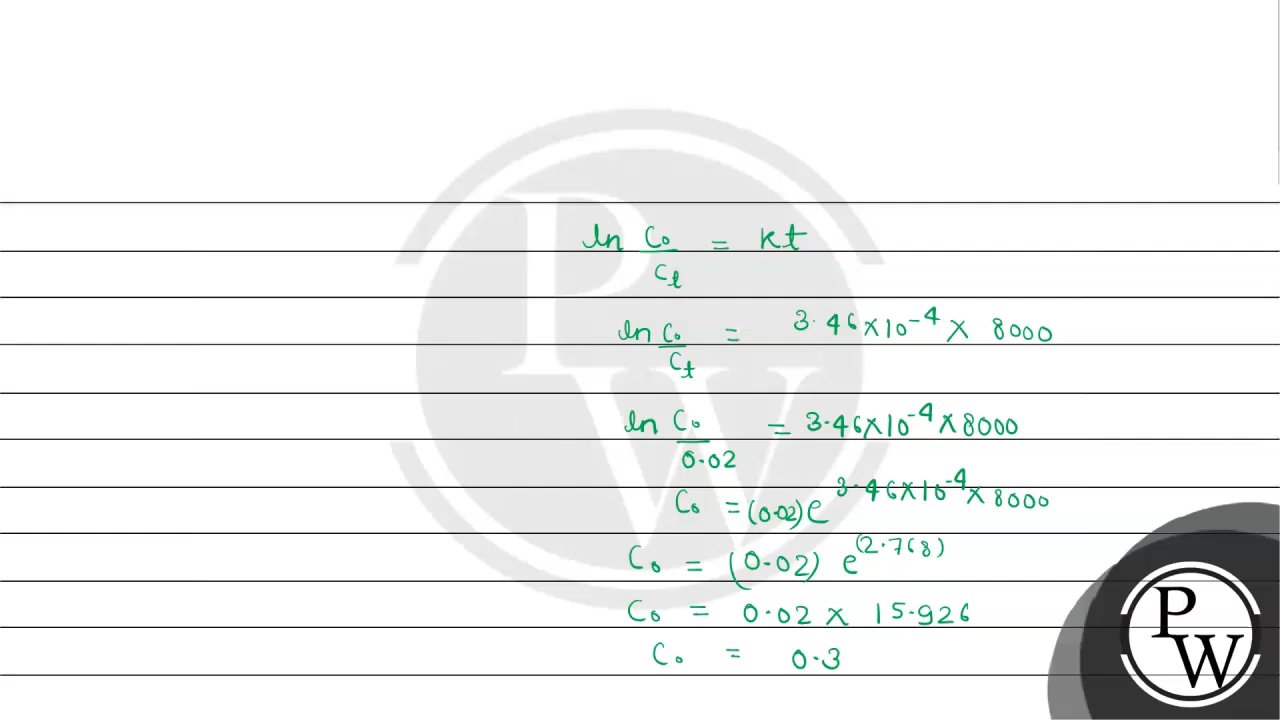 ln C₀/Cₜ = kt
ln C₀/Cₜ = 3.46×10⁻⁴ × 8000
ln C₀/0.02 = 3.46×10⁻⁴ × 8000
C₀ = (0.02)e^3.46×10⁻⁴ × 8000
C₀ = (0.02) e^(2.768)
C₀ = 0.02 × 15.926
C₀ = 0.3
P
W
P
W